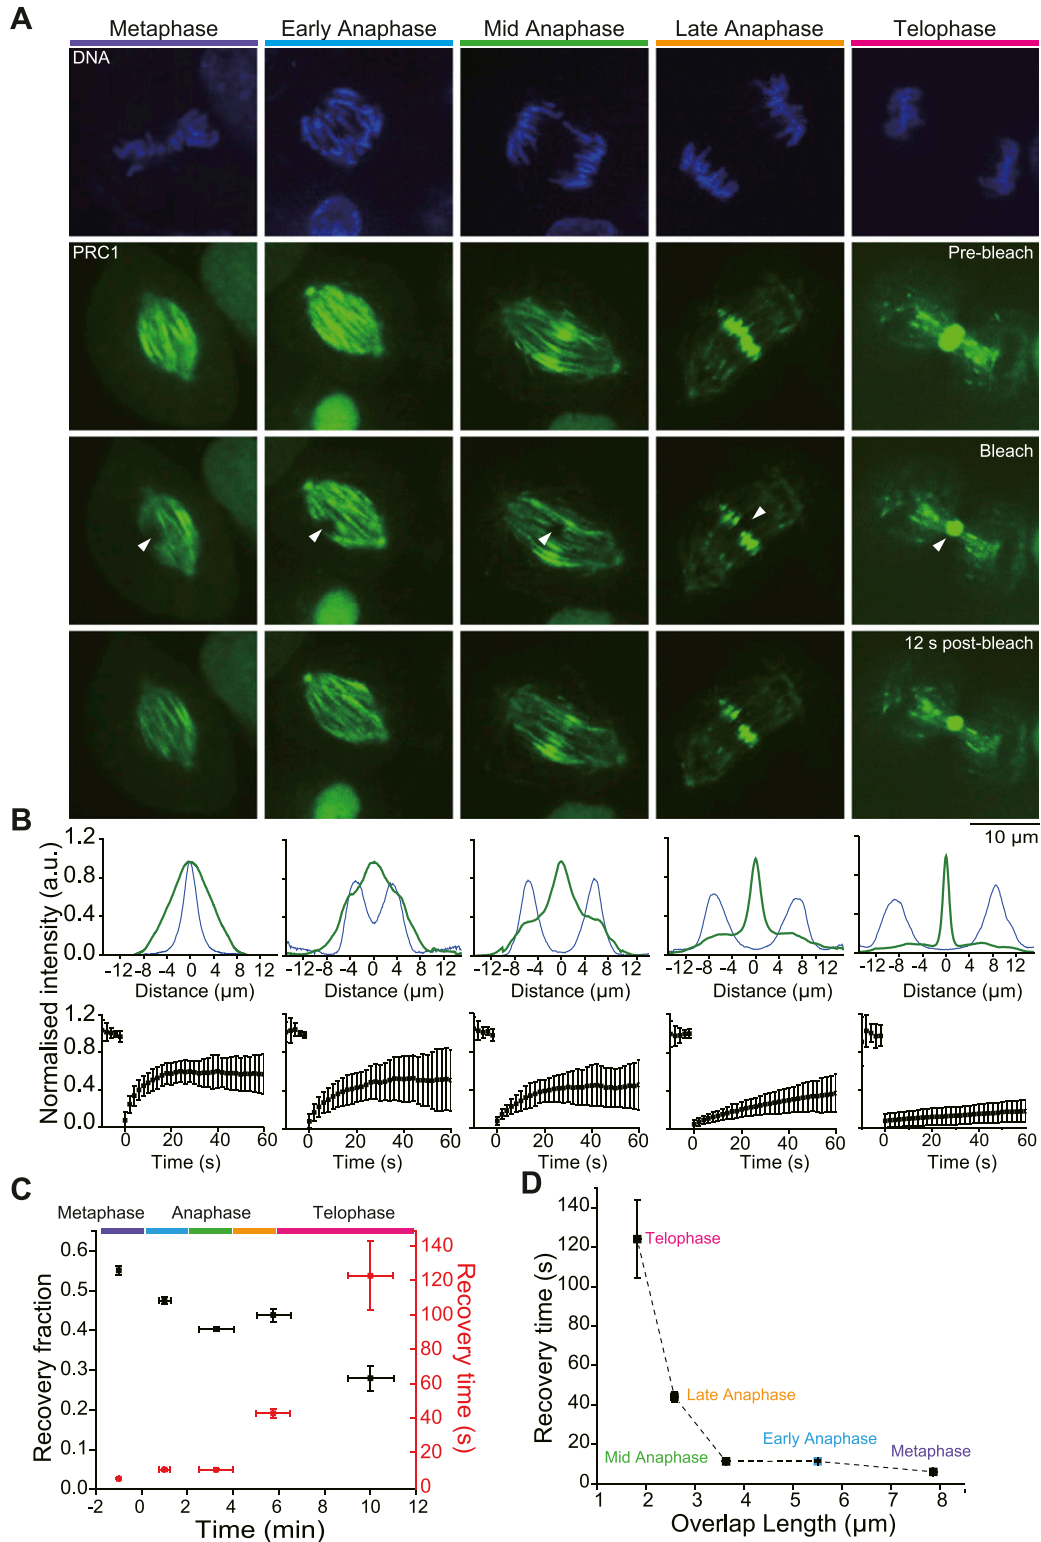 A
Metaphase Early Anaphase Mid Anaphase Late Anaphase Telophase
DNA
PRC1
Pre-bleach
Bleach
12 s post-bleach
10 µm
B
Normalised intensity (a.u.)
1.2
0.8
0.4
0.0
-12 -8 -4 0 4 8 12
-12 -8 -4 0 4 8 12
-12 -8 -4 0 4 8 12
-12 -8 -4 0 4 8 12
-12 -8 -4 0 4 8 12
Distance (µm) Distance (µm) Distance (µm) Distance (µm) Distance (µm)
1.2
0.8
0.4
0.0
0 20 40 60
0 20 40 60
0 20 40 60
0 20 40 60
0 20 40 60
Time (s) Time (s) Time (s) Time (s) Time (s)
C
Metaphase Anaphase Telophase
Recovery fraction
0.6
0.5
0.4
0.3
0.2
0.1
0.0
-2 0 2 4 6 8 10 12
Time (min)
140
120
100
80
60
40
20
0
Recovery time (s)
D
Recovery time (s)
140
120
100
80
60
40
20
0
Telophase
Late Anaphase
Mid Anaphase
Early Anaphase
Metaphase
1 2 3 4 5 6 7 8
Overlap Length (µm)